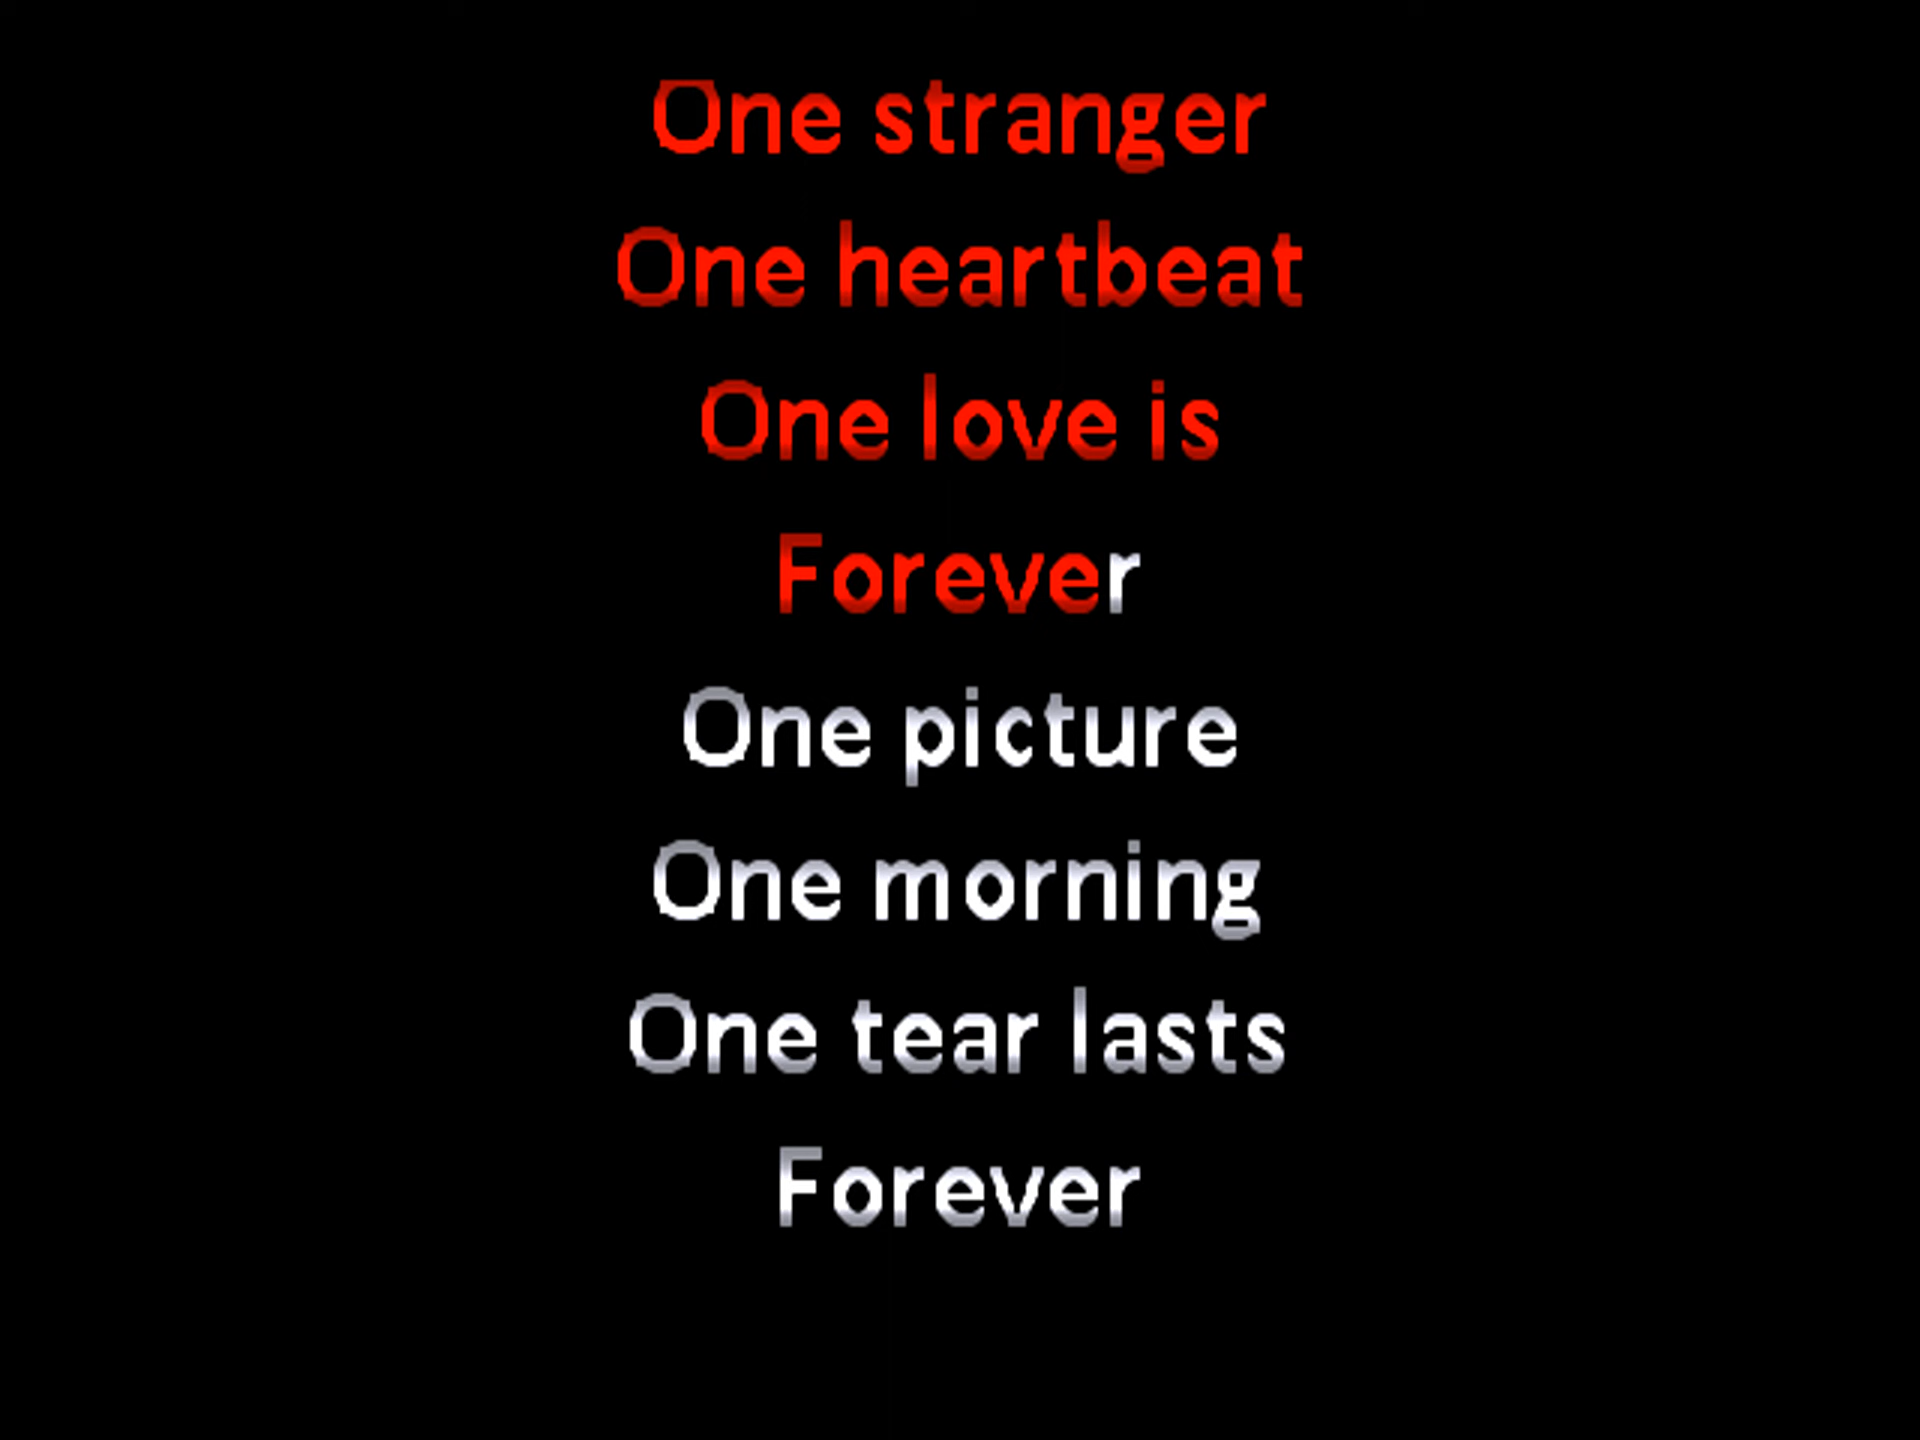 One stranger
One heartbeat
One love is
Forever
One picture
One morning
One tear lasts
Forever